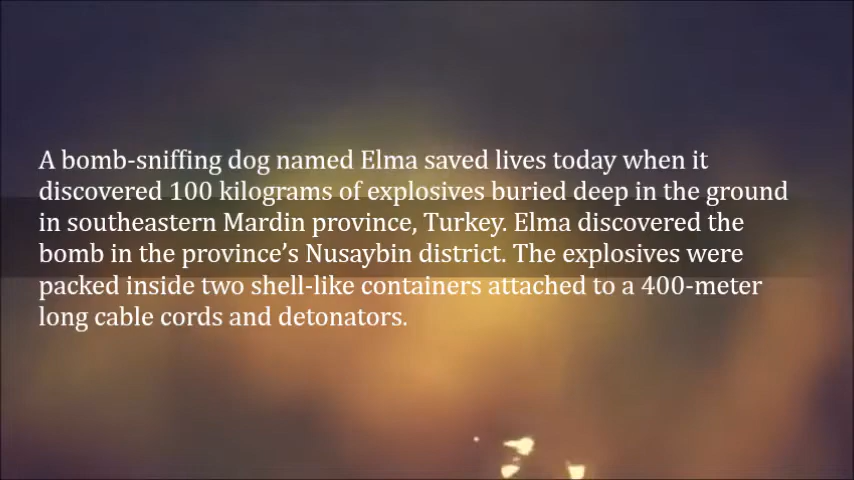 A bomb-sniffing dog named Elma saved lives today when it
discovered 100 kilograms of explosives buried deep in the ground
in southeastern Mardin province, Turkey. Elma discovered the
bomb in the province’s Nusaybin district. The explosives were
packed inside two shell-like containers attached to a 400-meter
long cable cords and detonators.